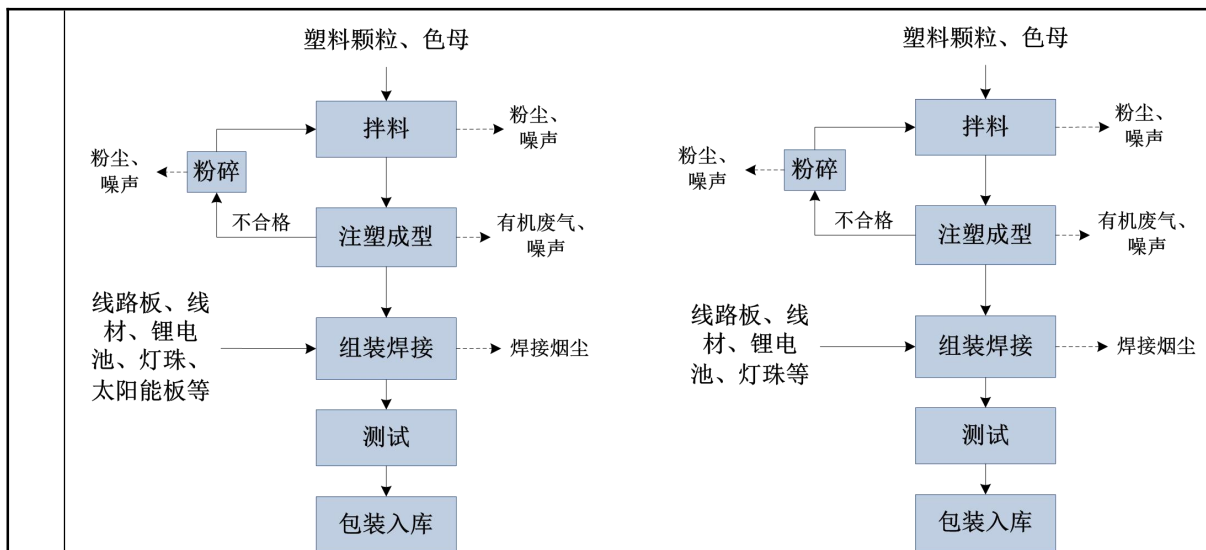 塑料颗粒、色母
拌料
粉尘、
噪声
粉碎
粉尘、
噪声
不合格
注塑成型
有机废气、
噪声
线路板、线
材、锂电
池、灯珠、
太阳能板等
组装焊接
焊接烟尘
测试
包装入库
塑料颗粒、色母
拌料
粉尘、
噪声
粉碎
粉尘、
噪声
不合格
注塑成型
有机废气、
噪声
线路板、线
材、锂电
池、灯珠等
组装焊接
焊接烟尘
测试
包装入库